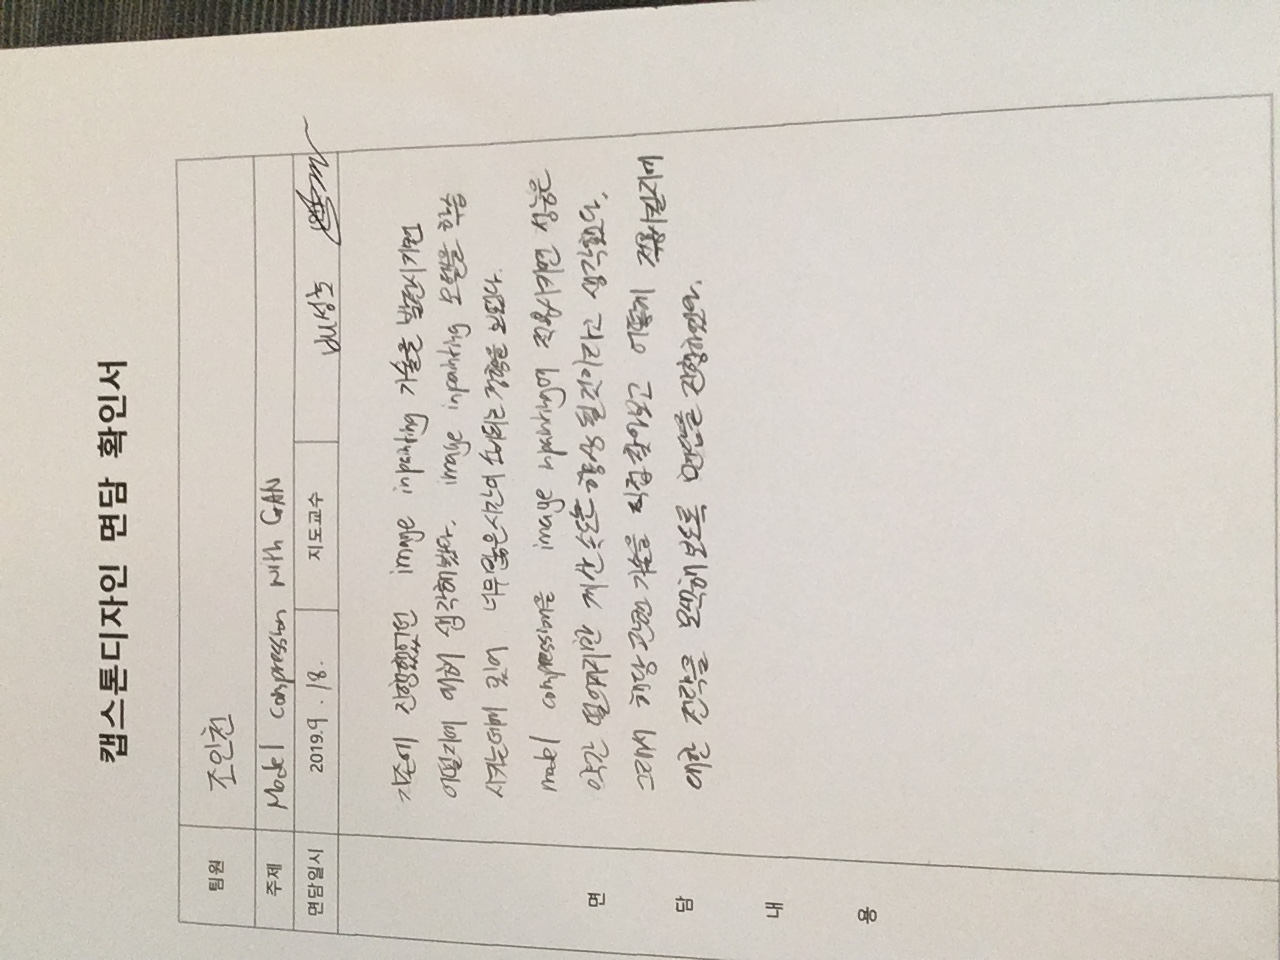 캡스톤디자인 면담 확인서
팀원 조인천
주제 Model compression with GAN
면담일시 2019.9.18. 지도교수 배성호
면담내용
기존에 진행했었던 image inpainting 기술을 발전시키면
어떨지에 대해 생각해봤다. image inpainting 모델을 학습
시키는데에 있어 너무 많은 시간이 소비되는 경향을 보인다.
model compression을 image inpainting에 적용시키면 성능은
약간 떨어지지만 계산 속도는 향상 될것이라고 생각했다.
그래서 해당 관련 기술을 직접 찾아보고 어떻게 적용시킬지에
대한 전략을 모색해 보도록 면담을 진행하였다.